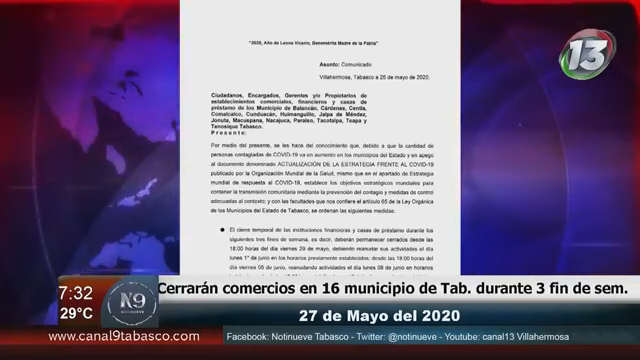 "2020, Año de Leona Vicario, Benemérita Madre de la Patria"
13
Asunto: Comunicado
Villahermosa, Tabasco a 26 de mayo de 2020.
Ciudadanos, Encargados, Gerentes y/o Propietarios de
establecimientos comerciales, financieros y casas de
préstamo de los Municipio de Balancán, Cárdenas, Centla,
Comalcalco, Cunduacán, Huimanguillo, Jalpa de Méndez,
Jonuta, Macuspana, Nacajuca, Paraíso, Tacotalpa, Teapa y
Tenosique Tabasco.
P r e s e n t e :
Por medio del presente, se les hace del conocimiento que, debido a que la cantidad de
personas contagiadas de COVID-19 va en aumento en los municipios del Estado y en apego
al documento denominado ACTUALIZACIÓN DE LA ESTRATEGIA FRENTE AL COVID-19
publicado por la Organización Mundial de la Salud, mismo que en el apartado de Estrategia
mundial de respuesta al COVID-19, establece los objetivos estratégicos mundiales para
contener la transmisión comunitaria mediante la prevención del contagio y medidas de control
adecuadas al contexto; y con las facultades que nos confiere el artículo 65 de la Ley Orgánica
de los Municipios del Estado de Tabasco, se ordenan las siguientes medidas:
• El cierre temporal de las instituciones financieras y casas de préstamo durante los
siguientes tres fines de semana, es decir, deberán permanecer cerrados desde las
18:00 horas del día viernes 29 de mayo, debiendo reanudar sus actividades el día
lunes 1° de junio en los horarios previamente establecidos, desde las 18:00 horas
del día viernes 05 de junio, reanudando actividades el día lunes 08 de junio en horarios
7:32
29°C
N9
Cerrarán comercios en 16 municipio de Tab. durante 3 fin de sem.
27 de Mayo del 2020
www.canal9tabasco.com
Facebook: Notinueve Tabasco - Twitter: @notinueve - Youtube: canal13 Villahermosa